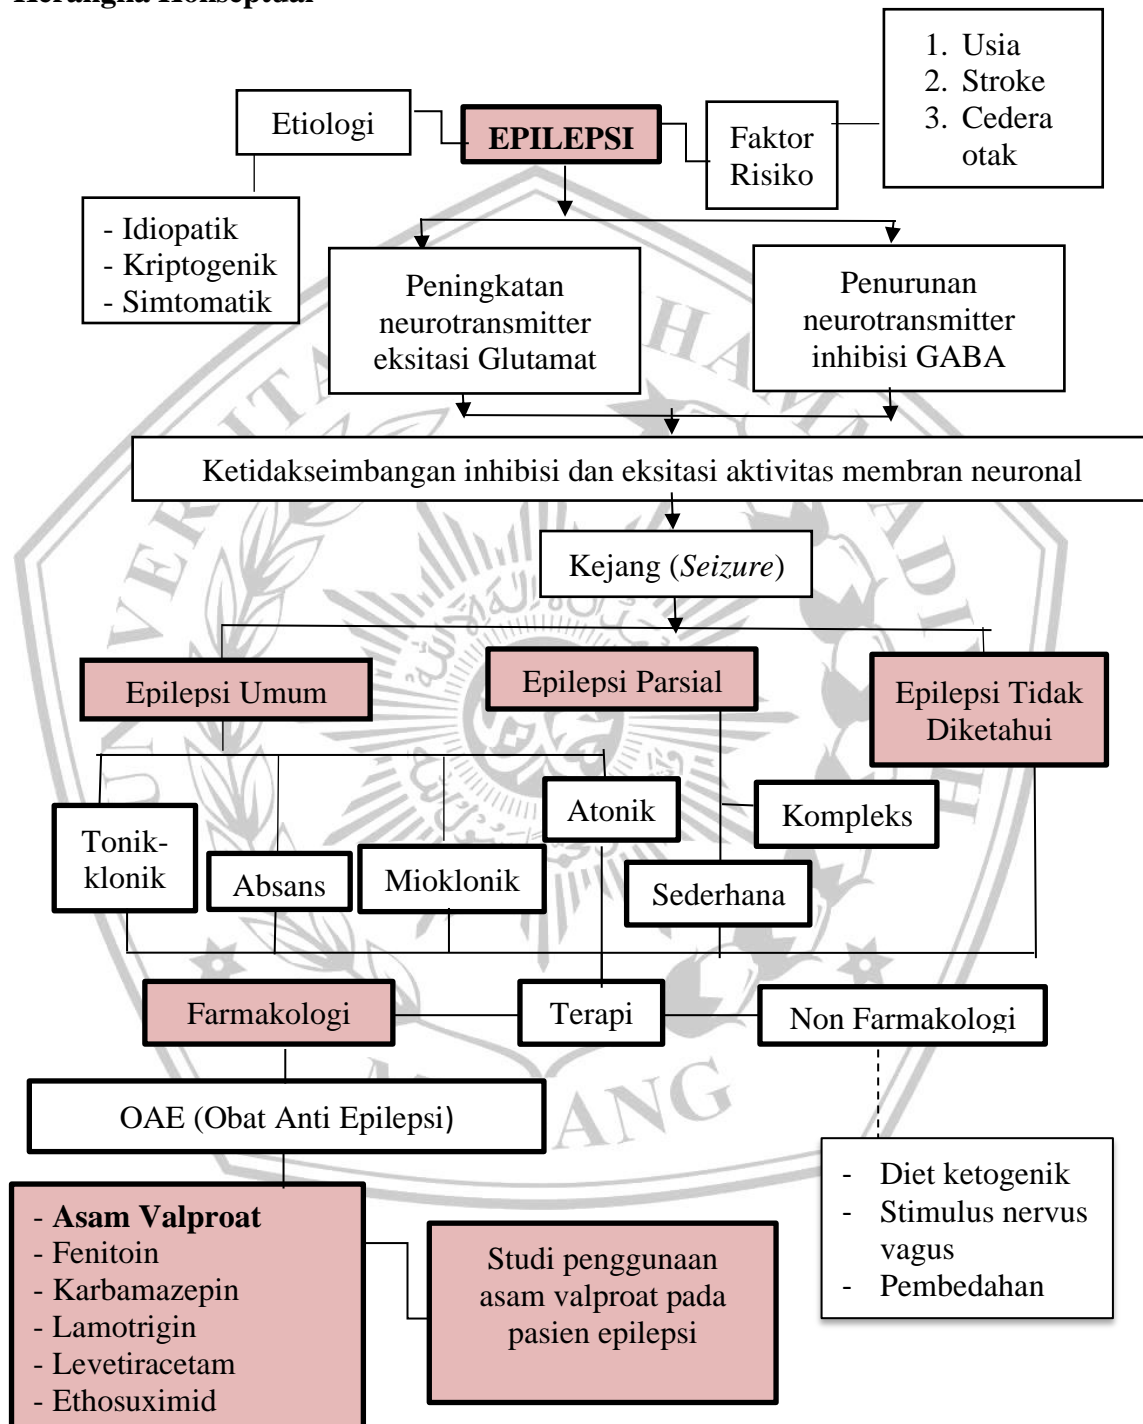 Kerangka Konseptual
1. Usia
2. Stroke
3. Cedera
otak
Etiologi
EPILEPSI
Faktor
Risiko
- Idiopatik
- Kriptogenik
- Simtomatik
Peningkatan
neurotransmitter
eksitasi Glutamat
Penurunan
neurotransmitter
inhibisi GABA
Ketidakseimbangan inhibisi dan eksitasi aktivitas membran neuronal
Kejang (Seizure)
Epilepsi Umum
Epilepsi Parsial
Epilepsi Tidak
Diketahui
Tonik-
klonik
Absans
Mioklonik
Atonik
Kompleks
Sederhana
Farmakologi
Terapi
Non Farmakologi
OAE (Obat Anti Epilepsi)
- Diet ketogenik
- Stimulus nervus
vagus
- Pembedahan
- Asam Valproat
- Fenitoin
- Karbamazepin
- Lamotrigin
- Levetiracetam
- Ethosuximid
Studi penggunaan
asam valproat pada
pasien epilepsi